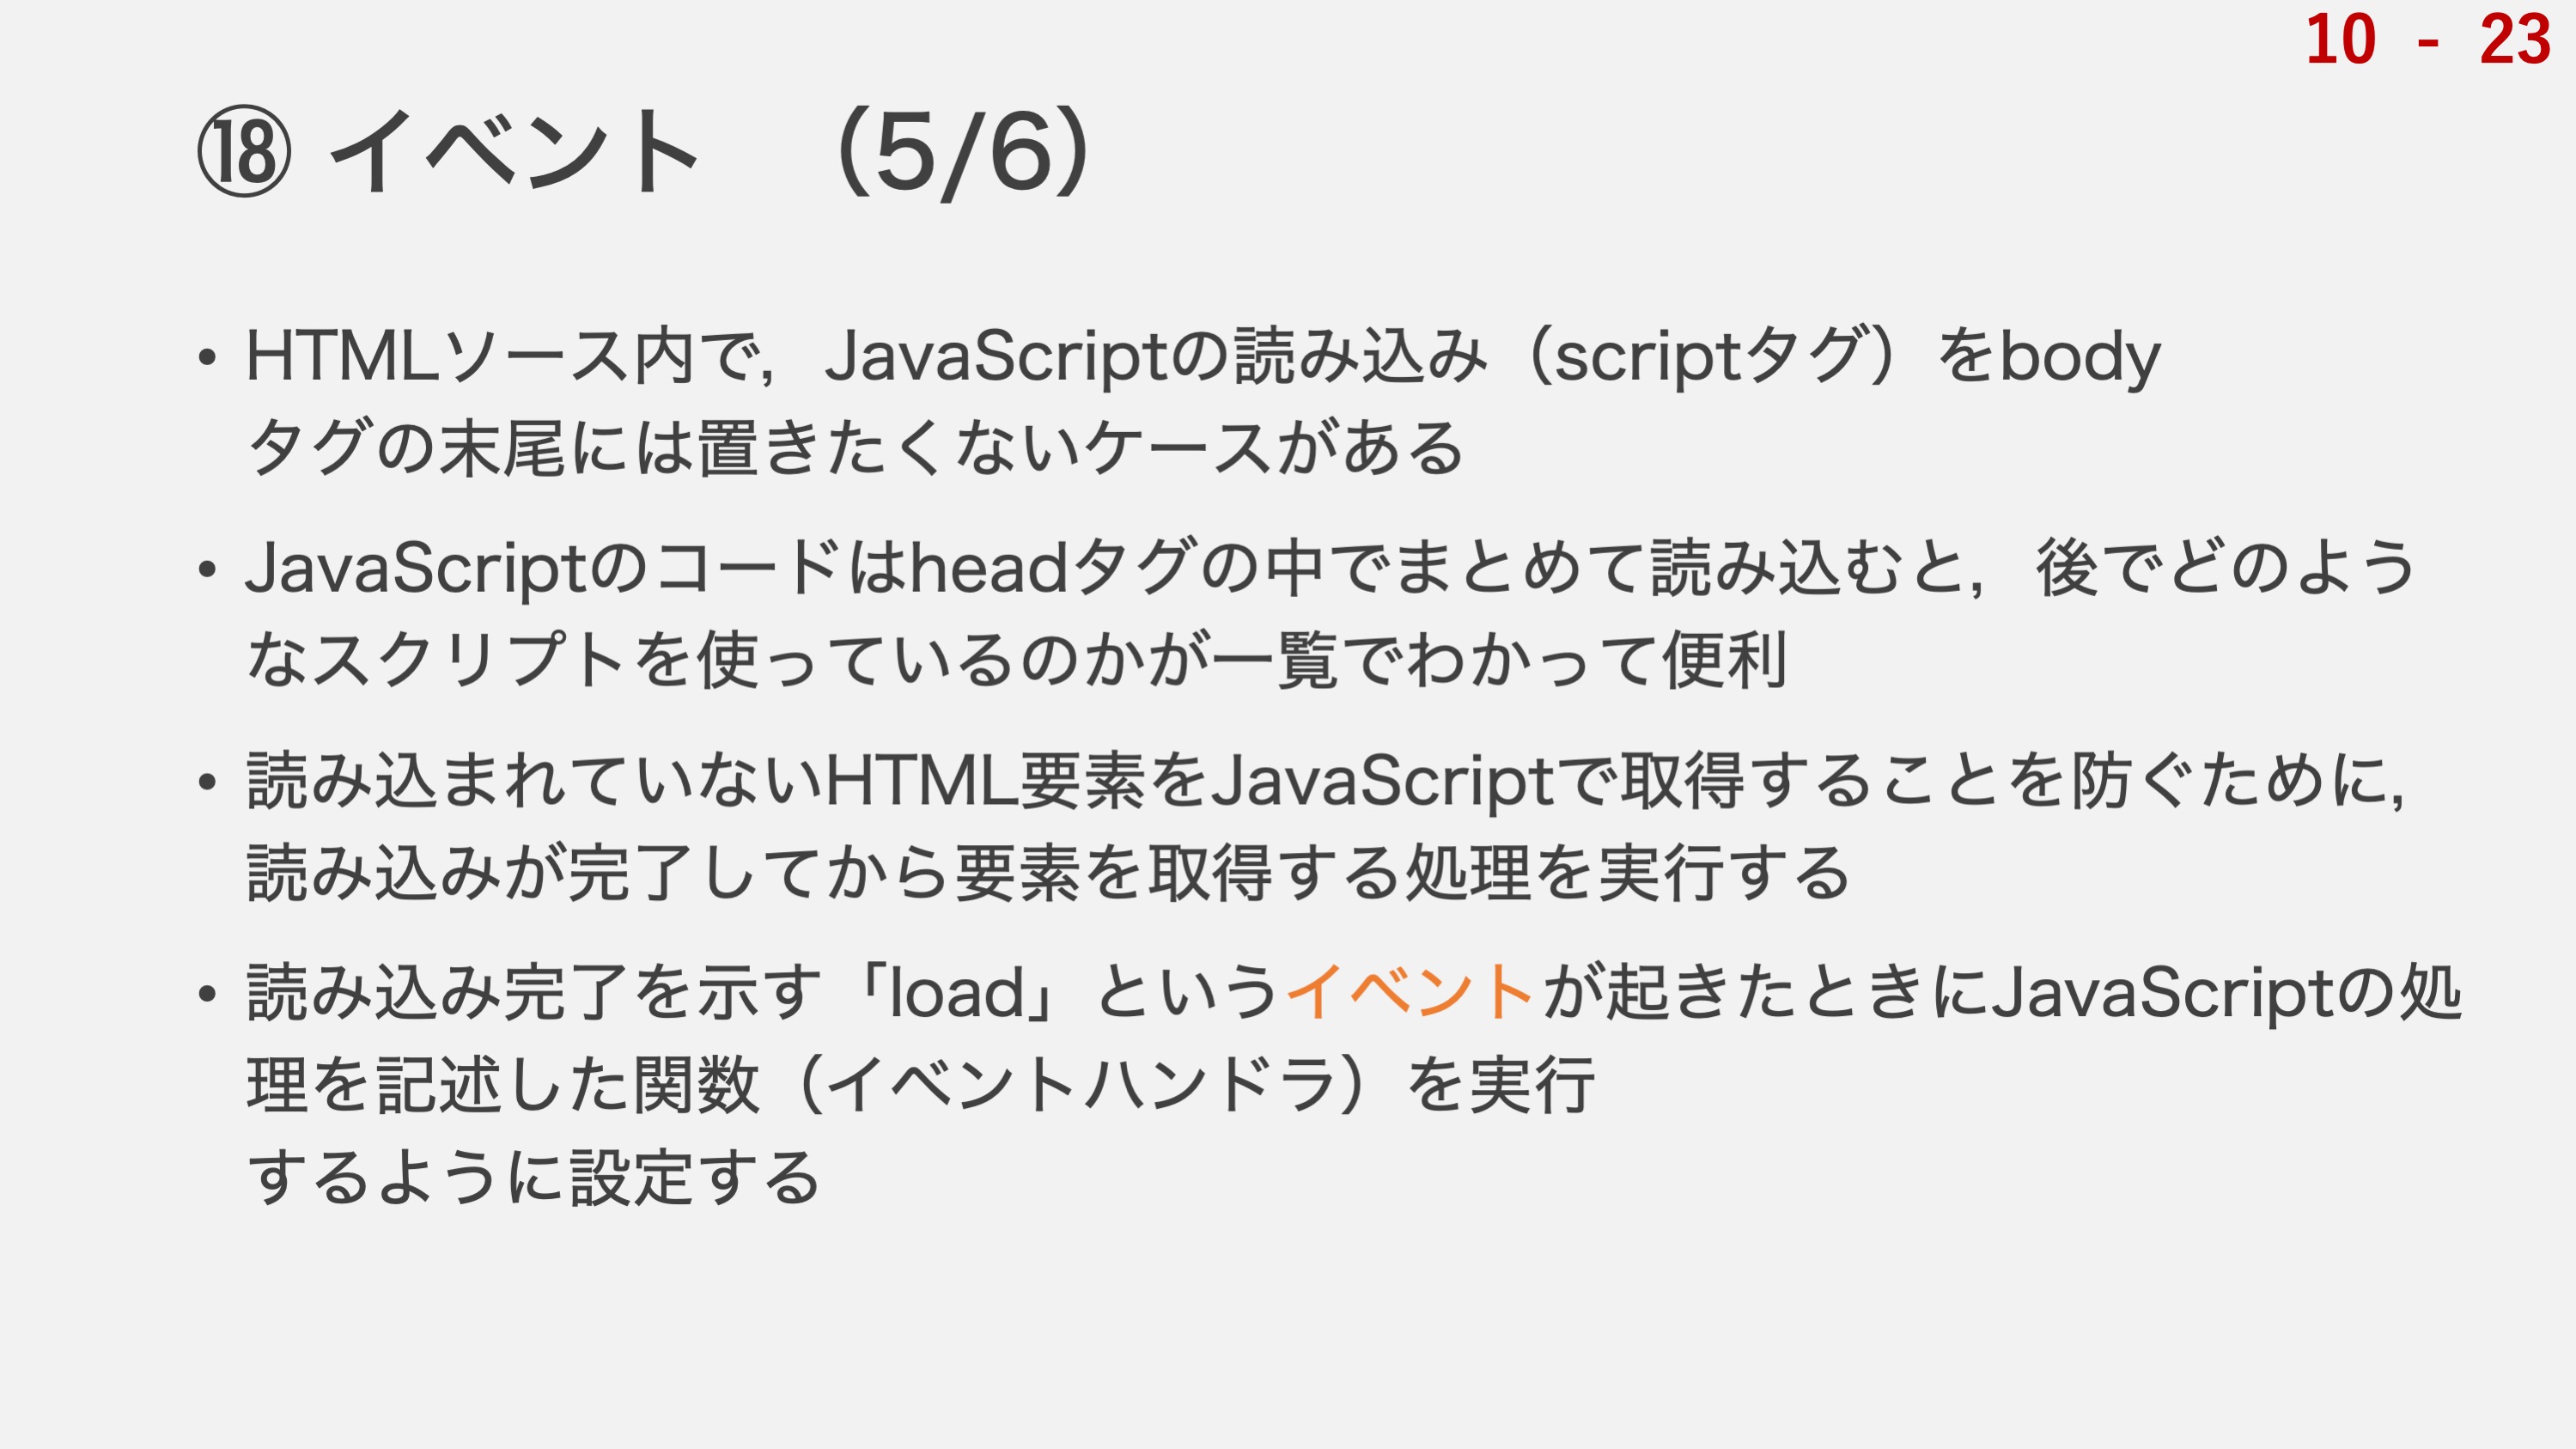 10 - 23
⑱ イベント （5/6）
• HTMLソース内で，JavaScriptの読み込み（scriptタグ）をbody
タグの末尾には置きたくないケースがある
• JavaScriptのコードはheadタグの中でまとめて読み込むと，後でどのよう
なスクリプトを使っているのかが一覧でわかって便利
• 読み込まれていないHTML要素をJavaScriptで取得することを防ぐために，
読み込みが完了してから要素を取得する処理を実行する
• 読み込み完了を示す「load」というイベントが起きたときにJavaScriptの処
理を記述した関数（イベントハンドラ）を実行
するように設定する